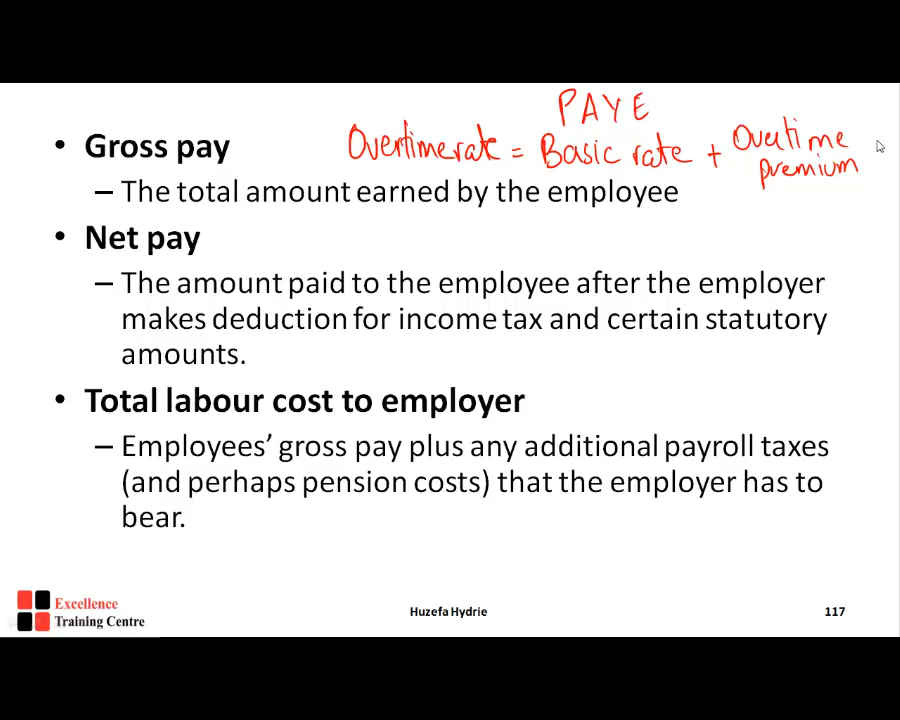 PAYE
• Gross pay
Overtime rate = Basic rate + Overtime
premium
– The total amount earned by the employee
• Net pay
– The amount paid to the employee after the employer
makes deduction for income tax and certain statutory
amounts.
• Total labour cost to employer
– Employees’ gross pay plus any additional payroll taxes
(and perhaps pension costs) that the employer has to
bear.
Excellence
Training Centre
Huzefa Hydrie
117